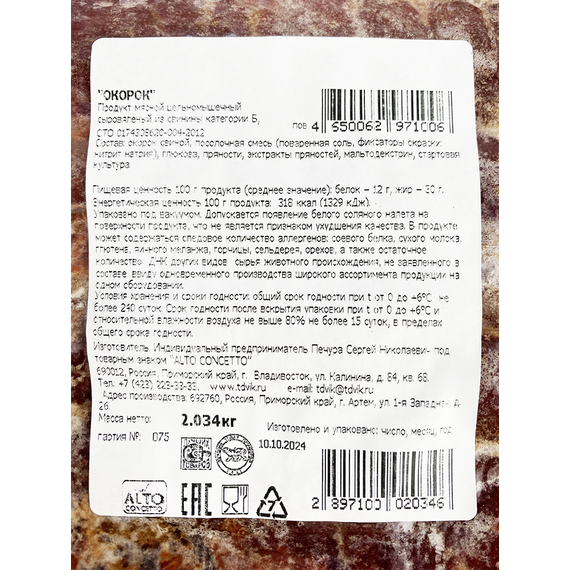 "ОКОРОК"
Продукт мясной цельномышечный
сыровяленый из свинины категории Б,
СТО 0174308620-004-2012
пов 4 650062 971006
Состав: окорок свиной, посолочная смесь (поваренная соль, фиксаторы окраски:
нитрит натрия), глюкоза, пряности, экстракты пряностей, мальтодекстрин, стартовая
культура.
Пищевая ценность 100 г продукта (среднее значение): белок – 12 г, жир – 30 г.
Энергетическая ценность 100 г продукта: 318 ккал (1329 кДж).
Упаковано под вакуумом. Допускается появление белого соляного налета на
поверхности продукта, что не является признаком ухудшения качества. В продукте
может содержаться следовое количество аллергенов: соевого белка, сухого молока,
глютена, яичного меланжа, горчицы, сельдерея, орехов, а также остаточное
количество ДНК других видов сырья животного происхождения, не заявленного в
составе ввиду одновременного производства широкого ассортимента продукции на
одном оборудовании.
Условия хранения и сроки годности: общий срок годности при t от 0 до +6°С не
более 240 суток. Срок годности после вскрытия упаковки при t от 0 до +6°С и
относительной влажности воздуха не выше 80% не более 15 суток, в пределах
общего срока годности.
Изготовитель: Индивидуальный предприниматель Печура Сергей Николаевич под
товарным знаком "ALTO CONCETTO"
690012, Россия, Приморский край, г. Владивосток, ул. Калинина, д. 84, кв. 68.
Тел. +7 (423) 223-33-33, www.tdvik.ru email: tdvik@tdvik.ru
Адрес производства: 692760, Россия, Приморский край, г. Артем, ул. 1-я Западная, д.
26.
Масса нетто: 2.034кг
Изготовлено и упаковано: число, месяц, год
партия №: 075
10.10.2024
ALTO
CONCETTO
EAC
7
2 897100 020346